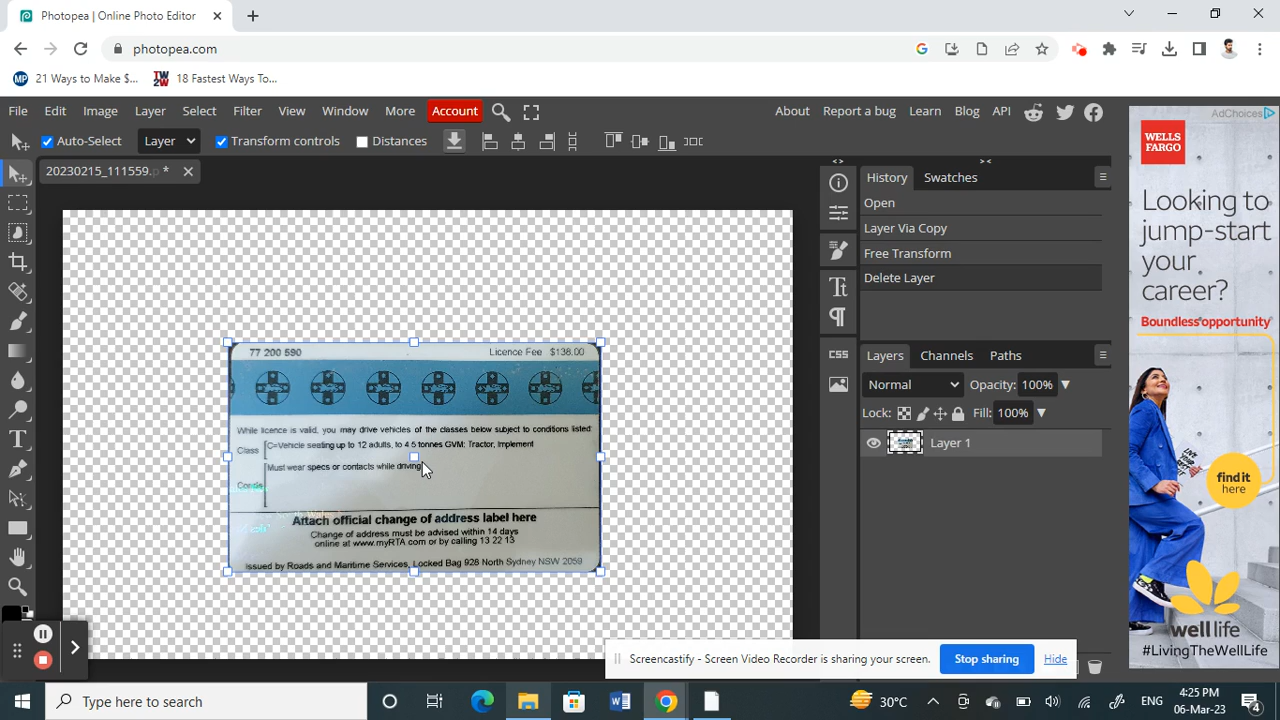 Photopea | Online Photo Editor
photopea.com
21 Ways to Make $...
18 Fastest Ways To...
File Edit Image Layer Select Filter View Window More Account
About Report a bug Learn Blog API
Auto-Select Layer Transform controls Distances
20230215_111559.p *
History Swatches
Open
Layer Via Copy
Free Transform
Delete Layer
CSS
Layers Channels Paths
Normal Opacity: 100%
Lock: Fill: 100%
Layer 1
77 200 590 Licence Fee $138.00
While licence is valid, you may drive vehicles of the classes below subject to conditions listed:
Class C=Vehicle seating up to 12 adults, to 4.5 tonnes GVM; Tractor, Implement
Must wear specs or contacts while driving
Conds
Attach official change of address label here
Change of address must be advised within 14 days
online at www.myRTA.com or by calling 13 22 13
Issued by Roads and Maritime Services, Locked Bag 928 North Sydney NSW 2059
AdChoices
WELLS
FARGO
Looking to
jump-start
your
career?
Boundless opportunity
find it
here
well life
#LivingTheWellLife
Screencastify - Screen Video Recorder is sharing your screen. Stop sharing Hide
Type here to search
30°C
ENG
4:25 PM
06-Mar-23
4